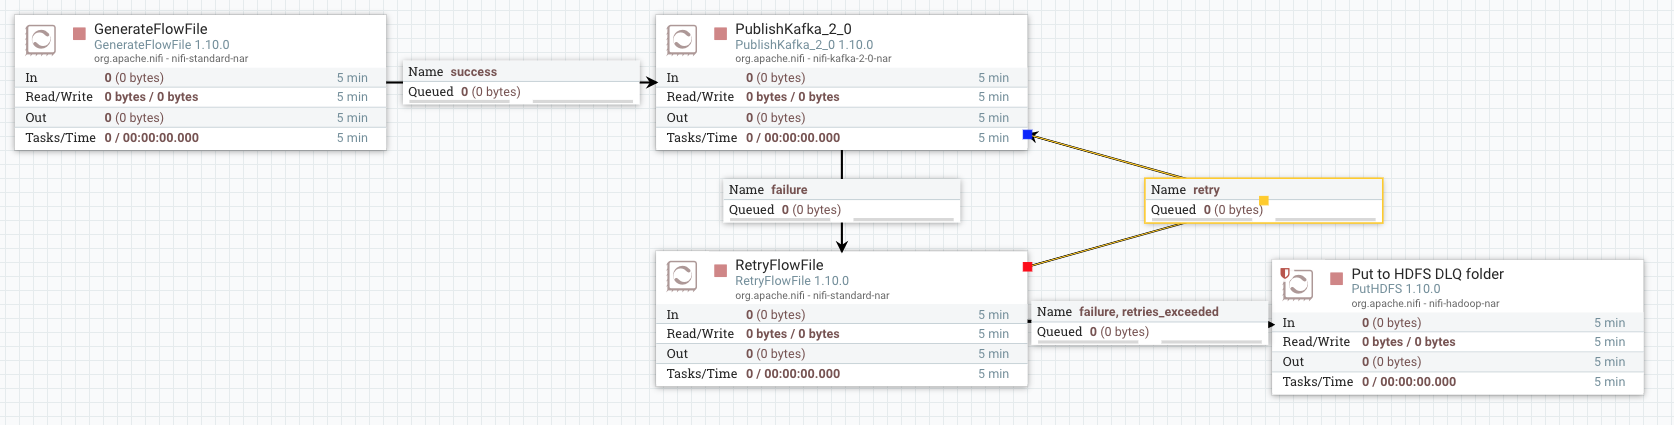 GenerateFlowFile
GenerateFlowFile 1.10.0
org.apache.nifi - nifi-standard-nar
In 0 (0 bytes) 5 min
Read/Write 0 bytes / 0 bytes 5 min
Out 0 (0 bytes) 5 min
Tasks/Time 0 / 00:00:00.000 5 min
Name success
Queued 0 (0 bytes)
PublishKafka_2_0
PublishKafka_2_0 1.10.0
org.apache.nifi - nifi-kafka-2-0-nar
In 0 (0 bytes) 5 min
Read/Write 0 bytes / 0 bytes 5 min
Out 0 (0 bytes) 5 min
Tasks/Time 0 / 00:00:00.000 5 min
Name failure
Queued 0 (0 bytes)
Name retry
Queued 0 (0 bytes)
RetryFlowFile
RetryFlowFile 1.10.0
org.apache.nifi - nifi-standard-nar
In 0 (0 bytes) 5 min
Read/Write 0 bytes / 0 bytes 5 min
Out 0 (0 bytes) 5 min
Tasks/Time 0 / 00:00:00.000 5 min
Name failure, retries_exceeded
Queued 0 (0 bytes)
Put to HDFS DLQ folder
PutHDFS 1.10.0
org.apache.nifi - nifi-hadoop-nar
In 0 (0 bytes) 5 min
Read/Write 0 bytes / 0 bytes 5 min
Out 0 (0 bytes) 5 min
Tasks/Time 0 / 00:00:00.000 5 min